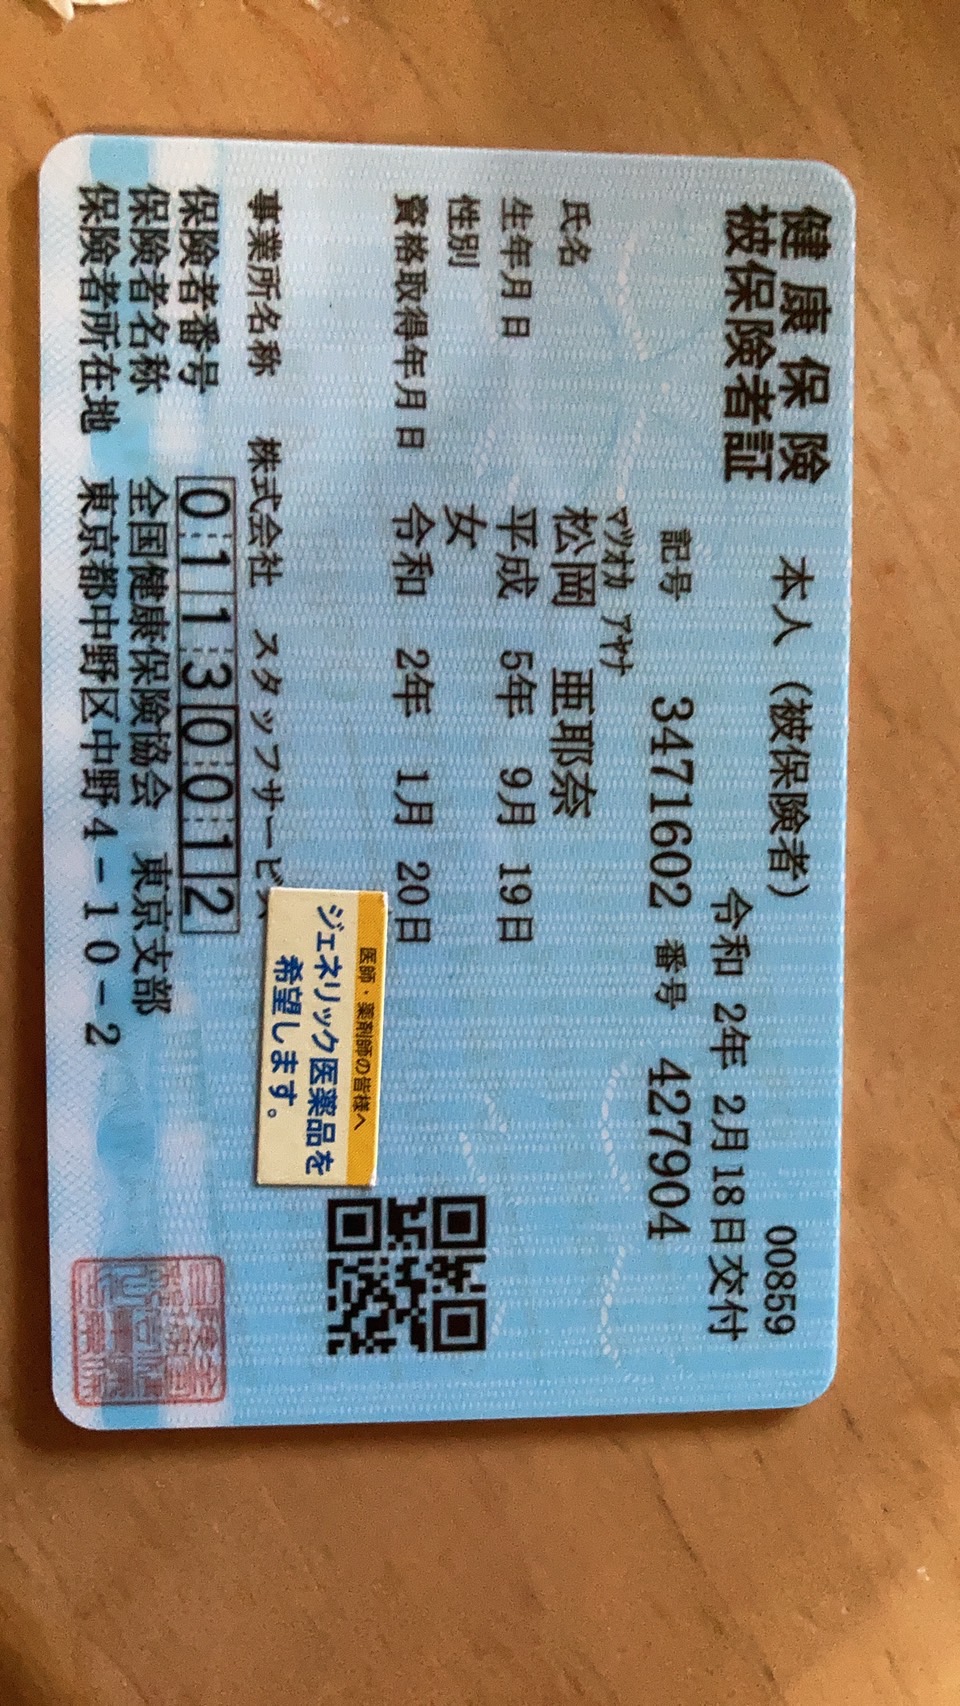 健康保険
被保険者証
本人（被保険者）
00859
令和 2年 2月18日交付
記号 3471602 番号 427904
ﾏﾂｵｶ ｱﾔﾅ
氏名 松岡 亜耶奈
生年月日 平成 5年 9月 19日
性別 女
資格取得年月日 令和 2年 1月 20日
事業所名称 株式会社 スタッフサービス
保険者番号 01130012
保険者名称 全国健康保険協会 東京支部
保険者所在地 東京都中野区中野4-10-2
医師・薬剤師の皆様へ
ジェネリック医薬品を
希望します。